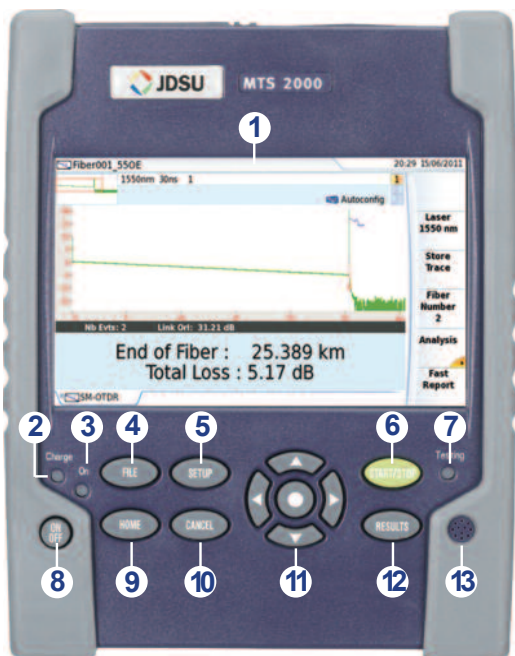 JDSU MTS 2000
1
Fiber001_55OE 20:29 15/06/2011
1550nm 30ns 1
1
Autoconfig
Laser
1550 nm
Store
Trace
Fiber
Number
2
Analysis
Fast
Report
Nb Evts: 2 Link Orl: 31.21 dB
End of Fiber : 25.389 km
Total Loss : 5.17 dB
SM-OTDR
2 3 4 5 6 7
Charge On FILE SETUP START/STOP Testing
ON
OFF
HOME CANCEL RESULTS
8 9 10 11 12 13